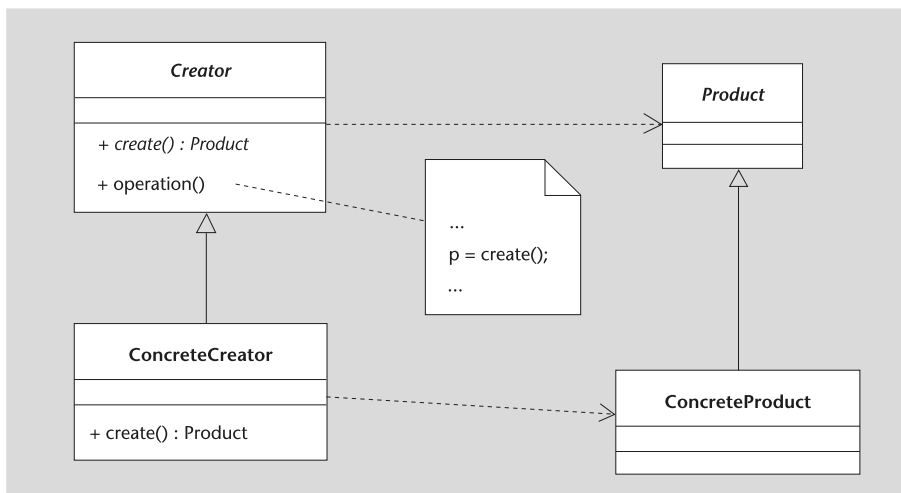 Creator
+ create() : Product
+ operation()
Product
...
p = create();
...
ConcreteCreator
+ create() : Product
ConcreteProduct